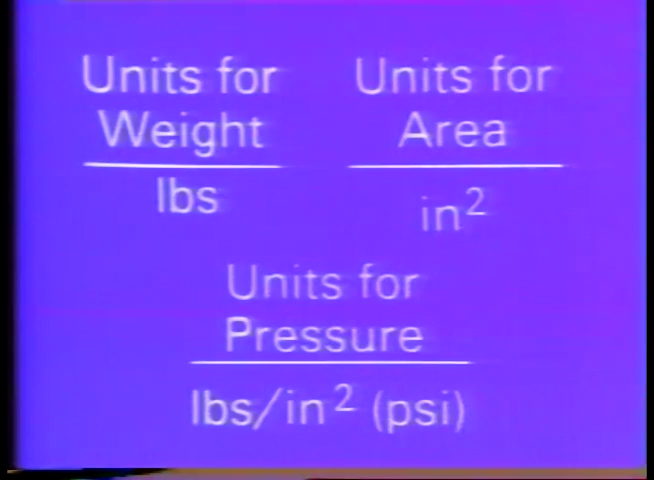 Units for
Weight
lbs
Units for
Area
in²
Units for
Pressure
lbs/in² (psi)